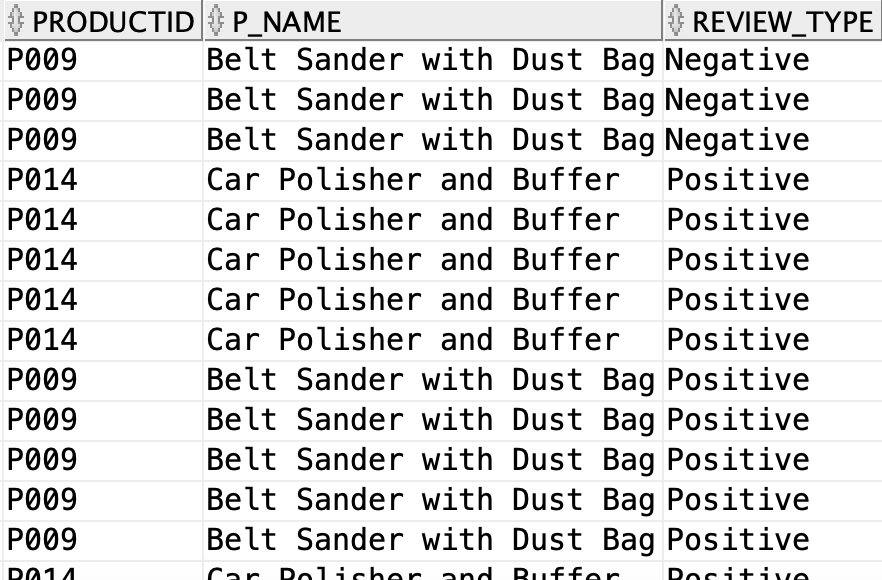 PRODUCTID P_NAME REVIEW_TYPE
P009 Belt Sander with Dust Bag Negative
P009 Belt Sander with Dust Bag Negative
P009 Belt Sander with Dust Bag Negative
P014 Car Polisher and Buffer Positive
P014 Car Polisher and Buffer Positive
P014 Car Polisher and Buffer Positive
P014 Car Polisher and Buffer Positive
P014 Car Polisher and Buffer Positive
P009 Belt Sander with Dust Bag Positive
P009 Belt Sander with Dust Bag Positive
P009 Belt Sander with Dust Bag Positive
P009 Belt Sander with Dust Bag Positive
P009 Belt Sander with Dust Bag Positive
P014 Car Polisher and Buffer Positive